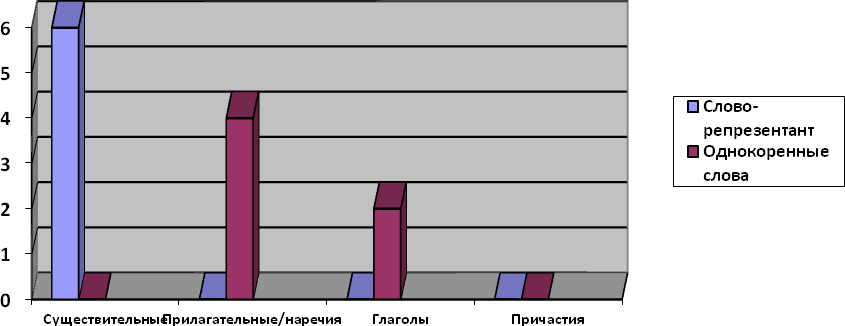 6
5
4
3
2
1
0
Существительные Прилагательные/наречия Глаголы Причастия
Слово-
репрезентант
Однокоренные
слова